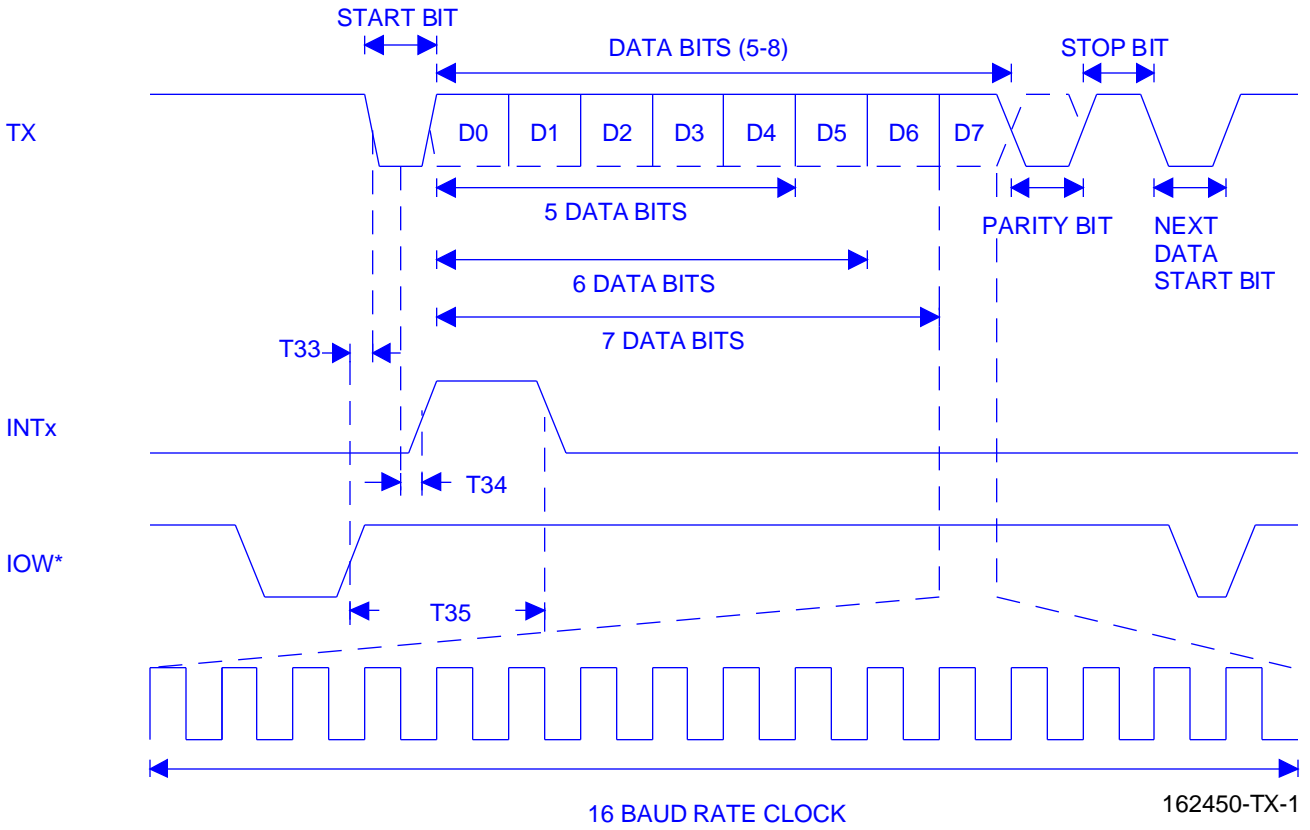 START BIT
DATA BITS (5-8)
STOP BIT
TX
D0 D1 D2 D3 D4 D5 D6 D7
5 DATA BITS
PARITY BIT
NEXT
DATA
START BIT
6 DATA BITS
7 DATA BITS
T33
INTx
T34
IOW*
T35
16 BAUD RATE CLOCK
162450-TX-1